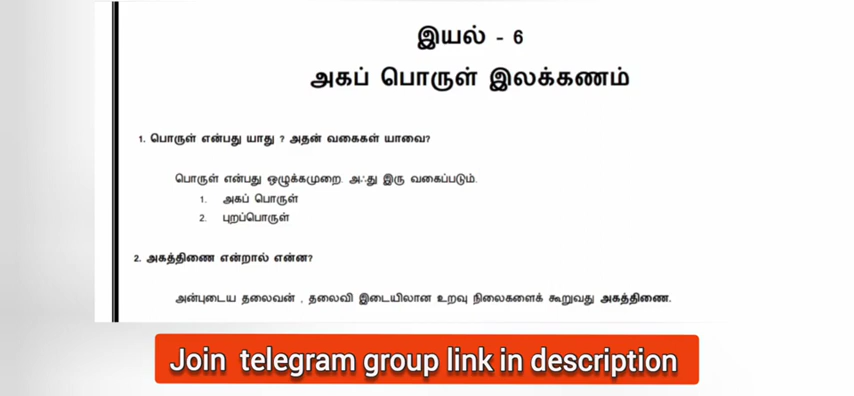 இயல் - 6
அகப் பொருள் இலக்கணம்
1. பொருள் என்பது யாது ? அதன் வகைகள் யாவை?
பொருள் என்பது ஒழுக்கமுறை. அஃது இரு வகைப்படும்.
1. அகப் பொருள்
2. புறப்பொருள்
2. அகத்திணை என்றால் என்ன?
அன்புடைய தலைவன் , தலைவி இடையிலான உறவு நிலைகளைக் கூறுவது அகத்திணை.
Join telegram group link in description